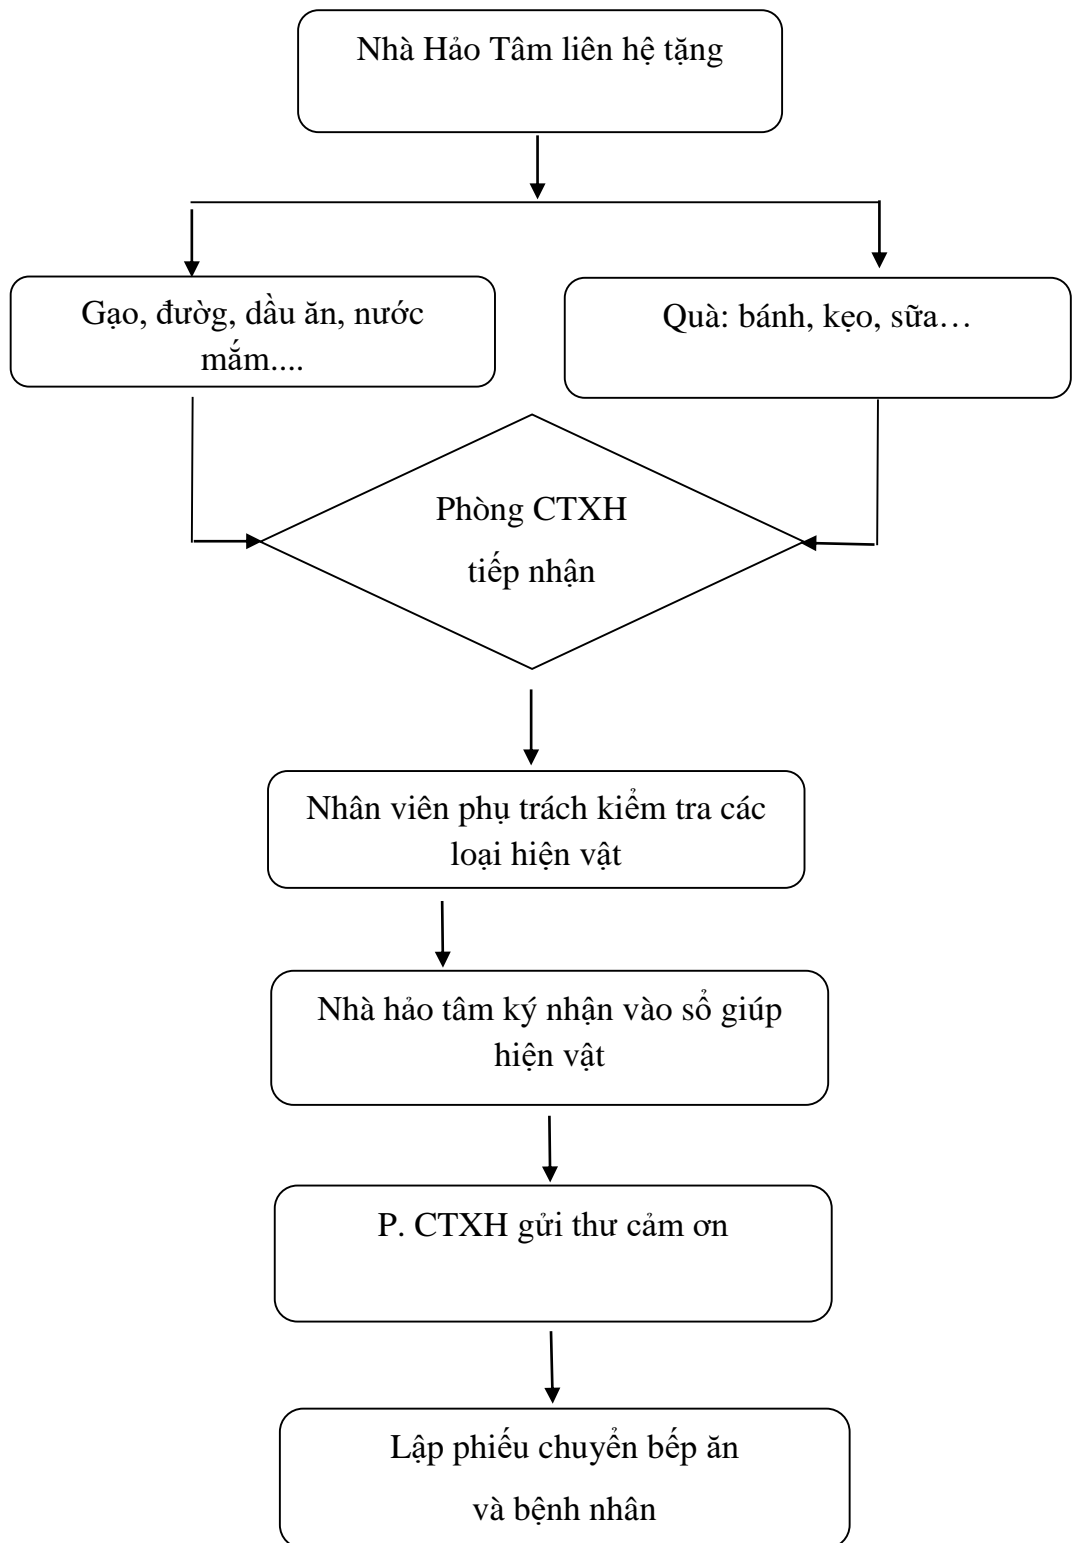 Nhà Hảo Tâm liên hệ tặng
Gạo, đườg, dầu ăn, nước
mắm....
Quà: bánh, kẹo, sữa…
Phòng CTXH
tiếp nhận
Nhân viên phụ trách kiểm tra các
loại hiện vật
Nhà hảo tâm ký nhận vào sổ giúp
hiện vật
P. CTXH gửi thư cảm ơn
Lập phiếu chuyển bếp ăn
và bệnh nhân